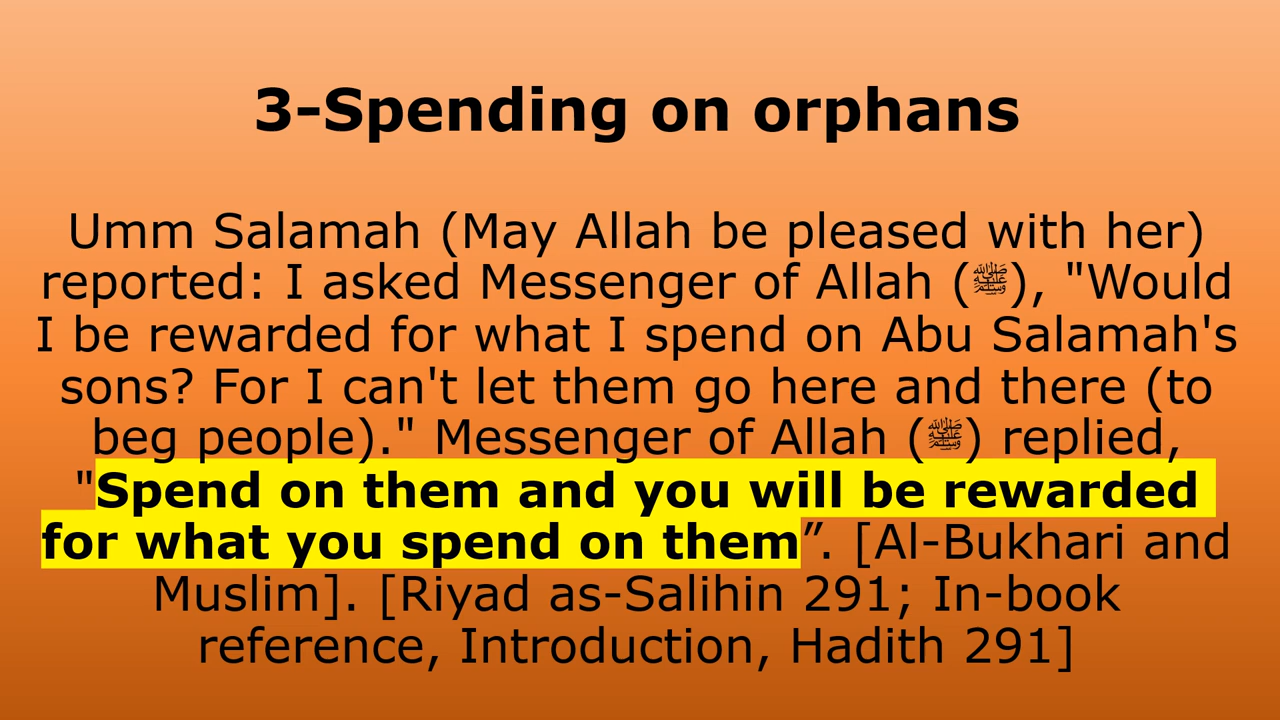 3-Spending on orphans
Umm Salamah (May Allah be pleased with her)
reported: I asked Messenger of Allah (ﷺ), "Would
I be rewarded for what I spend on Abu Salamah's
sons? For I can't let them go here and there (to
beg people)." Messenger of Allah (ﷺ) replied,
"Spend on them and you will be rewarded
for what you spend on them”. [Al-Bukhari and
Muslim]. [Riyad as-Salihin 291; In-book
reference, Introduction, Hadith 291]